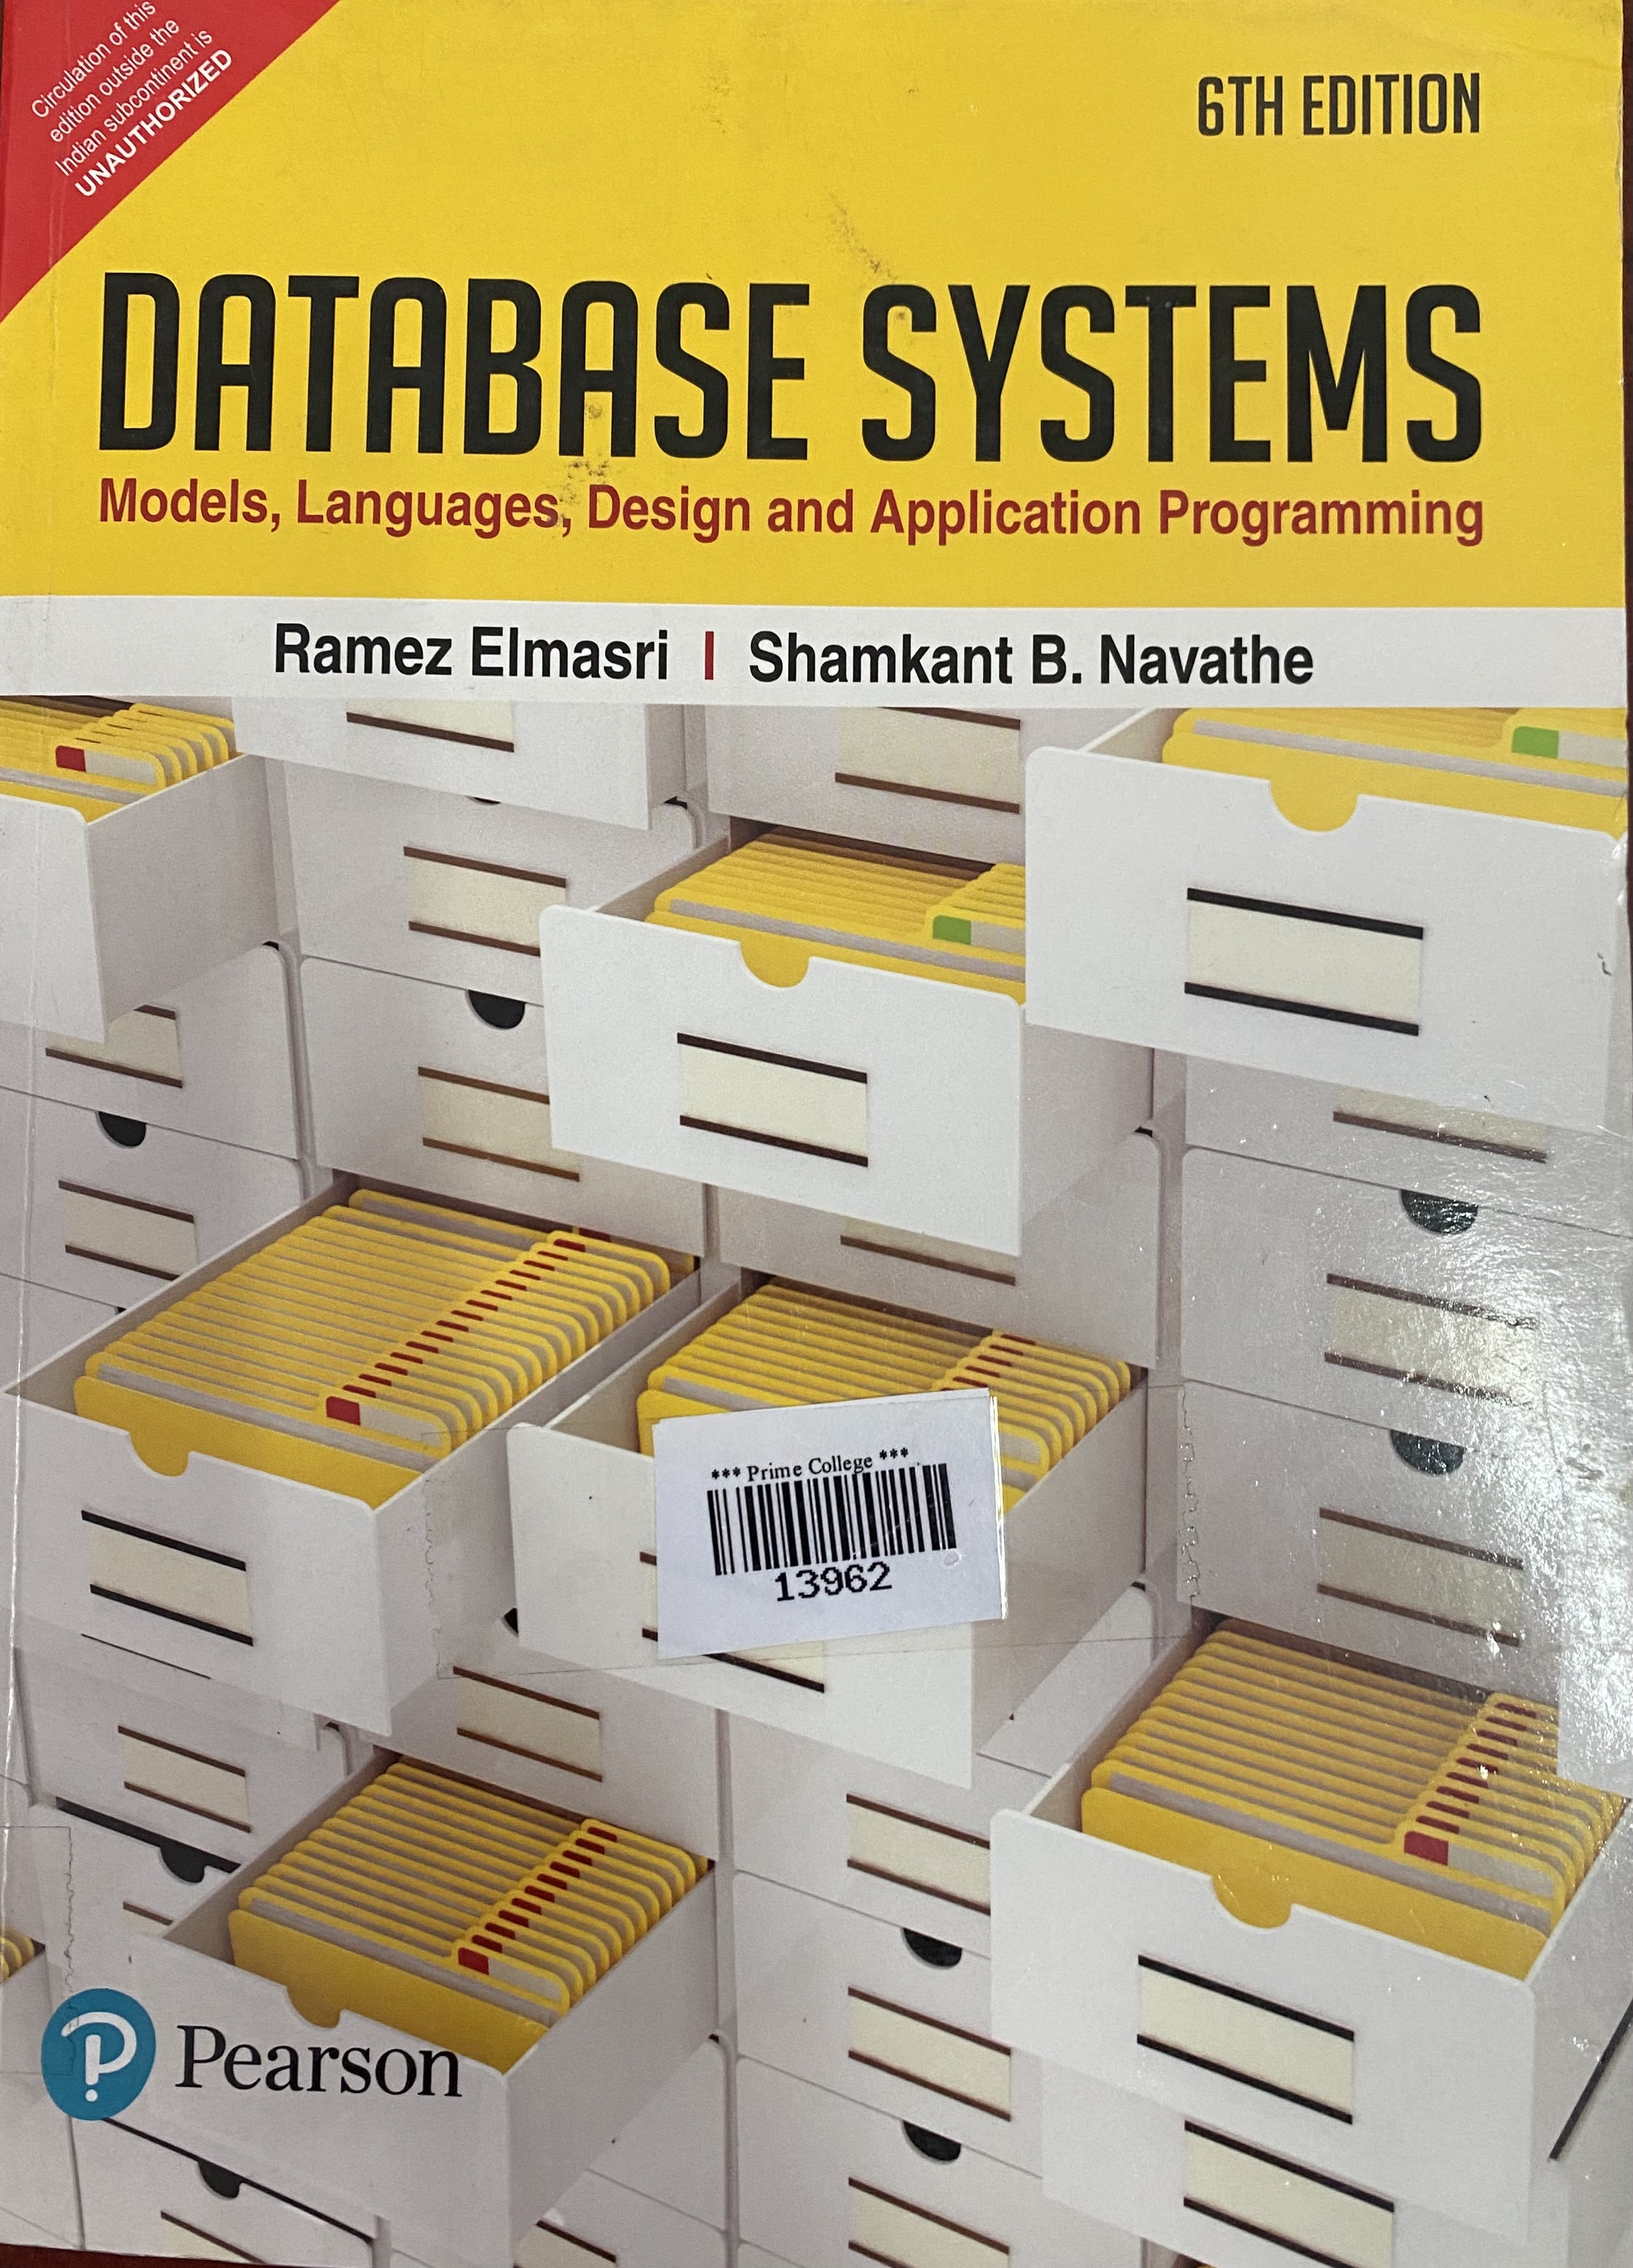 Circulation of this
edition outside the
Indian subcontinent is
UNAUTHORIZED
6TH EDITION
DATABASE SYSTEMS
Models, Languages, Design and Application Programming
Ramez Elmasri | Shamkant B. Navathe
*** Prime College ***
13962
Pearson